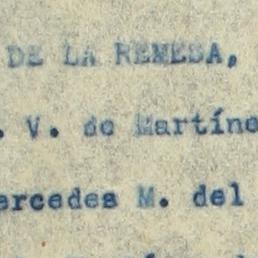 DE LA REMESA,
. V. de Martíne
ercedes M. del